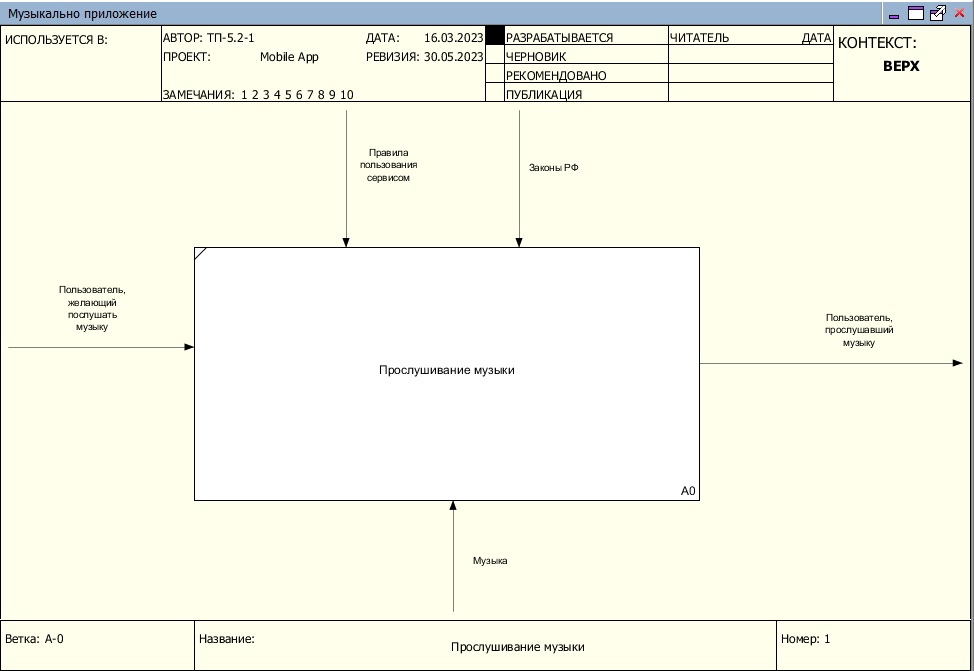 Музыкально приложение
ИСПОЛЬЗУЕТСЯ В:
АВТОР: ТП-5.2-1
ДАТА: 16.03.2023
ПРОЕКТ: Mobile App
РЕВИЗИЯ: 30.05.2023
ЗАМЕЧАНИЯ: 1 2 3 4 5 6 7 8 9 10
РАЗРАБАТЫВАЕТСЯ
ЧЕРНОВИК
РЕКОМЕНДОВАНО
ПУБЛИКАЦИЯ
ЧИТАТЕЛЬ ДАТА
КОНТЕКСТ:
ВЕРХ
Правила
пользования
сервисом
Законы РФ
Пользователь,
желающий
послушать
музыку
Прослушивание музыки
A0
Пользователь,
прослушавший
музыку
Музыка
Ветка: A-0
Название:
Прослушивание музыки
Номер: 1